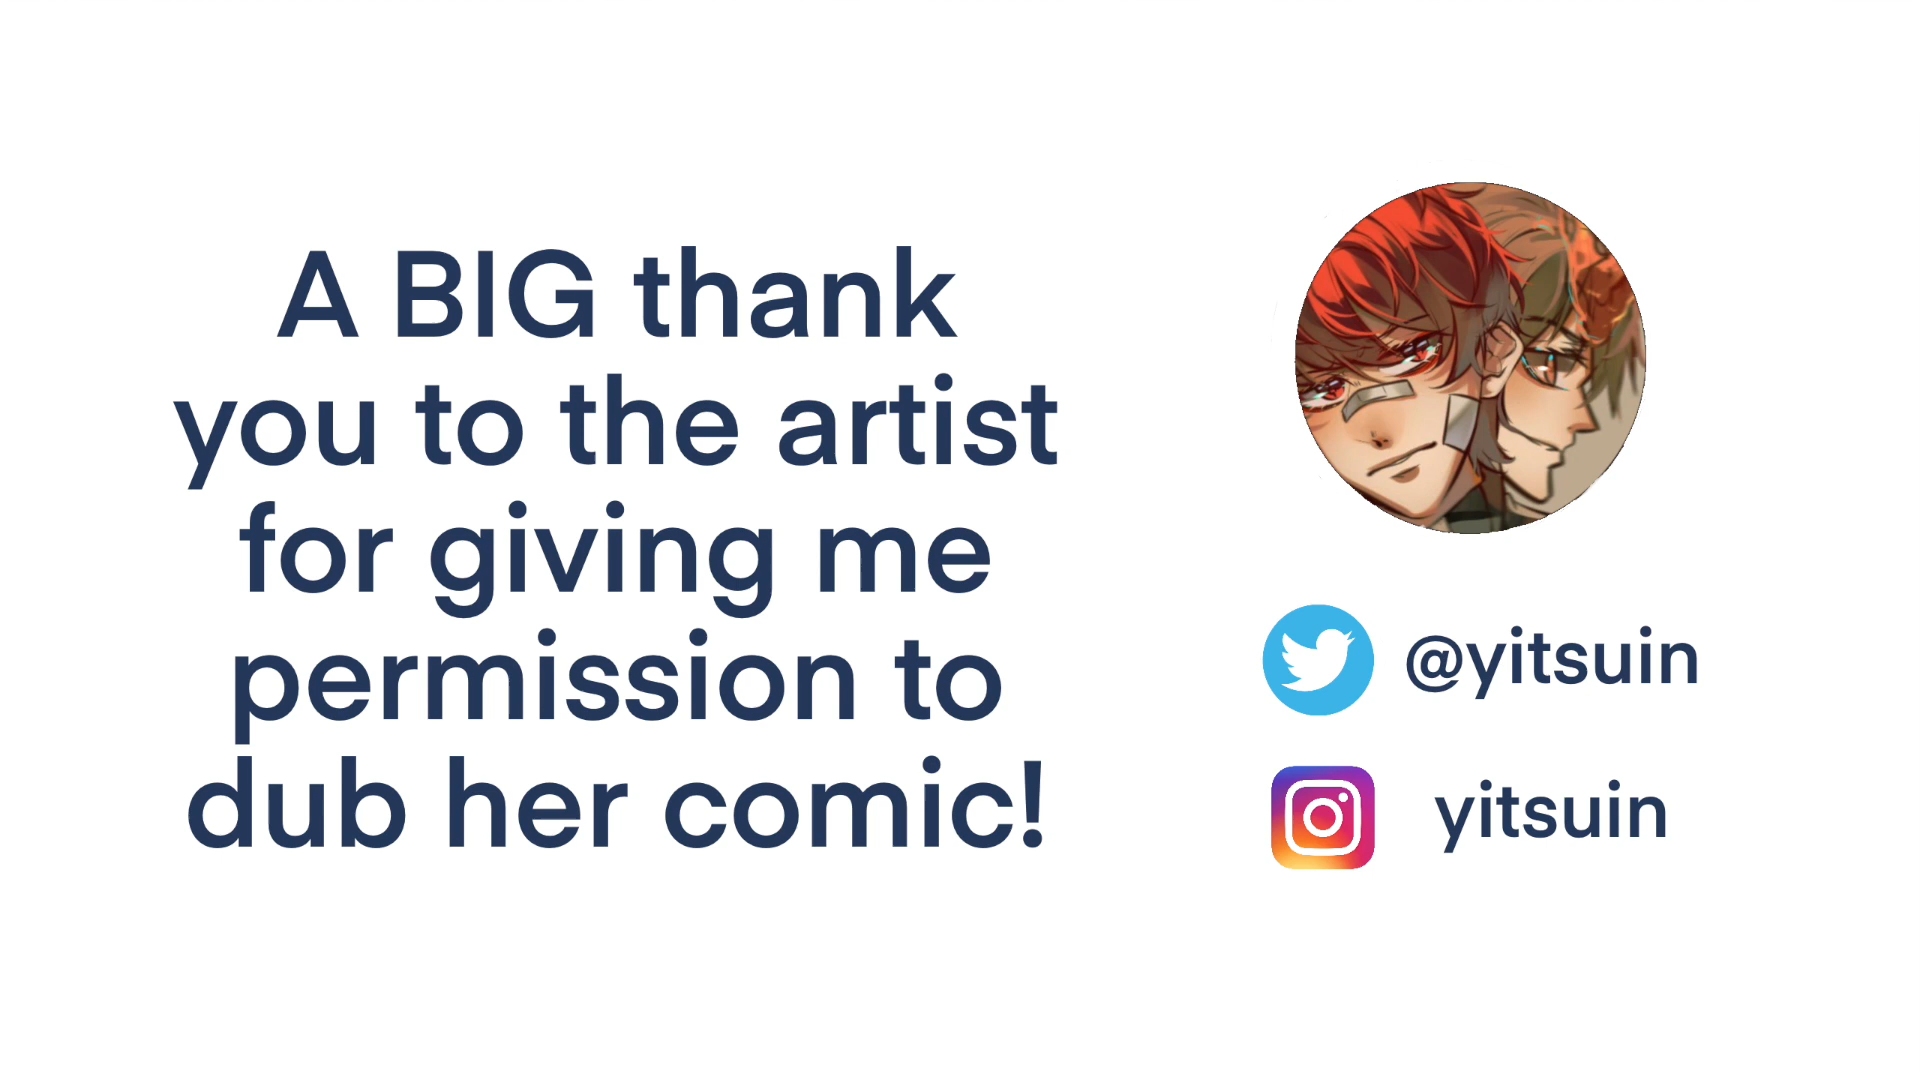 A BIG thank
you to the artist
for giving me
permission to
dub her comic!
@yitsuin
yitsuin